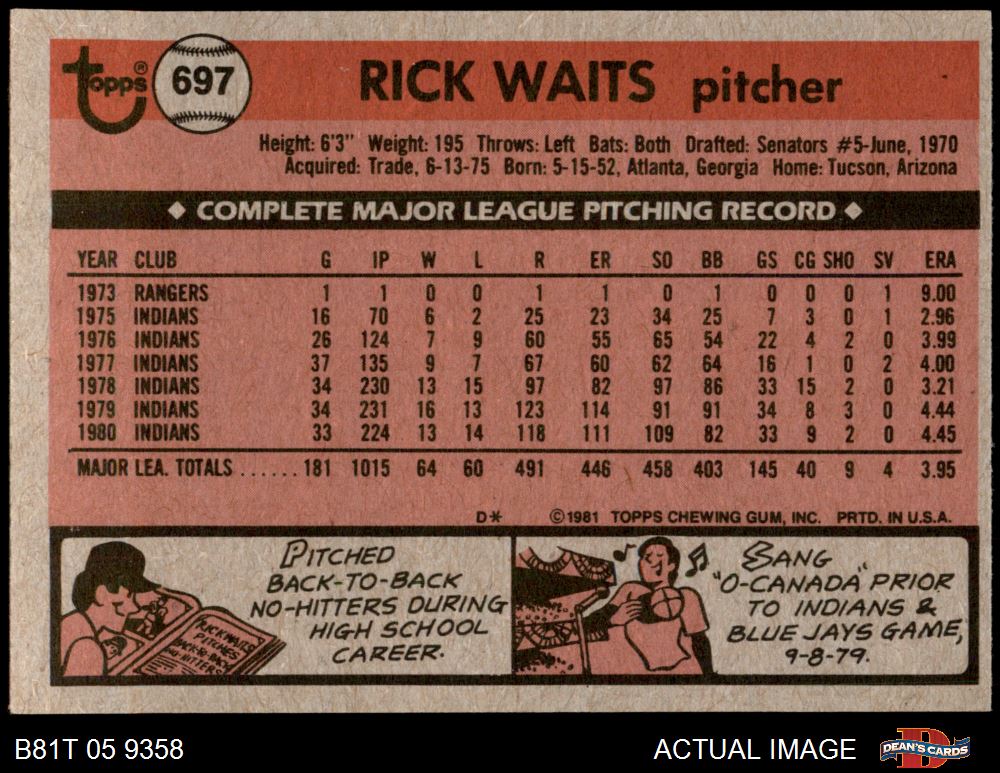 Topps® 697 RICK WAITS pitcher
Height: 6'3" Weight: 195 Throws: Left Bats: Both Drafted: Senators #5-June, 1970
Acquired: Trade, 6-13-75 Born: 5-15-52, Atlanta, Georgia Home: Tucson, Arizona
◆ COMPLETE MAJOR LEAGUE PITCHING RECORD ◆
YEAR CLUB G IP W L R ER SO BB GS CG SHO SV ERA
1973 RANGERS 1 1 0 0 1 1 0 1 0 0 0 1 9.00
1975 INDIANS 16 70 6 2 25 23 34 25 7 3 0 1 2.96
1976 INDIANS 26 124 7 9 60 55 65 54 22 4 2 0 3.99
1977 INDIANS 37 135 9 7 67 60 62 64 16 1 0 2 4.00
1978 INDIANS 34 230 13 15 97 82 97 86 33 15 2 0 3.21
1979 INDIANS 34 231 16 13 123 114 91 91 34 8 3 0 4.44
1980 INDIANS 33 224 13 14 118 111 109 82 33 9 2 0 4.45
MAJOR LEA. TOTALS ...... 181 1015 64 60 491 446 458 403 145 40 9 4 3.95
D* ©1981 TOPPS CHEWING GUM, INC. PRTD. IN U.S.A.
PITCHED
BACK-TO-BACK
NO-HITTERS DURING
HIGH SCHOOL
CAREER.
RICK WAITS
PITCHES
BACK-TO-BACK
NO-HITTERS
SANG
"O-CANADA" PRIOR
TO INDIANS &
BLUE JAYS GAME,
9-8-79.
B81T 05 9358
ACTUAL IMAGE
DEAN'S CARDS